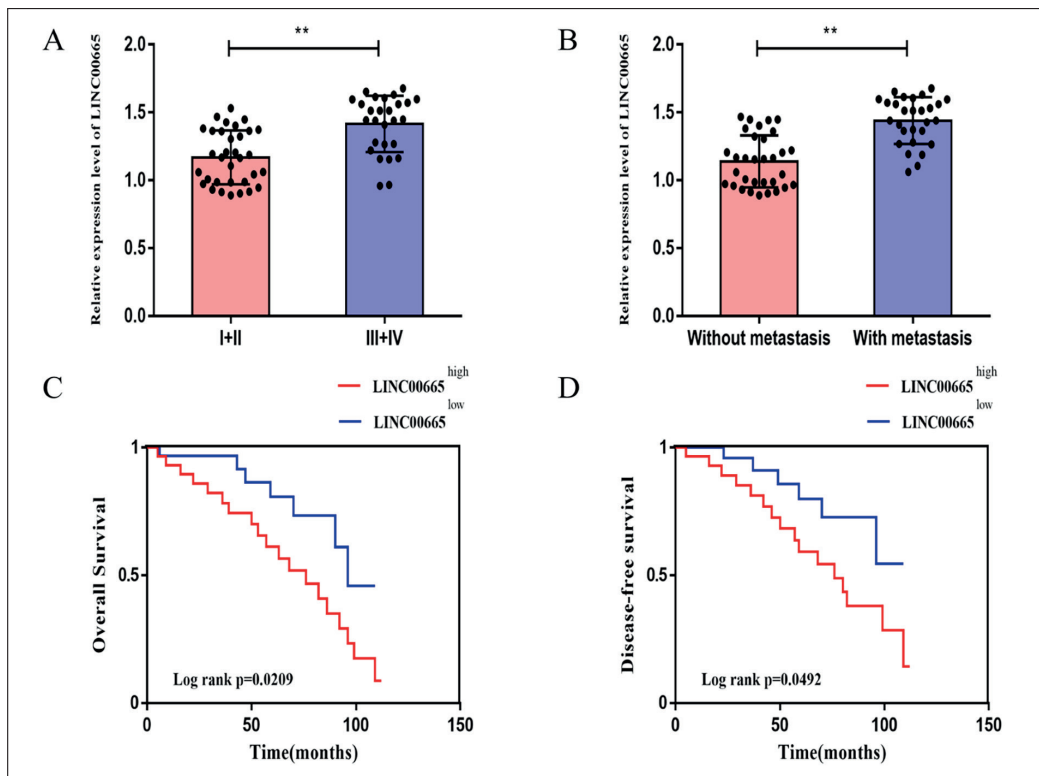 A
**
Relative expression level of LINC00665
2.0
1.5
1.0
0.5
0.0
I+II
III+IV
B
**
Relative expression level of LINC00665
2.0
1.5
1.0
0.5
0.0
Without metastasis
With metastasis
C
LINC00665 high
LINC00665 low
Overall Survival
1
0.5
0
Log rank p=0.0209
0 50 100 150
Time(months)
D
LINC00665 high
LINC00665 low
Disease-free survival
1
0.5
0
Log rank p=0.0492
0 50 100 150
Time(months)